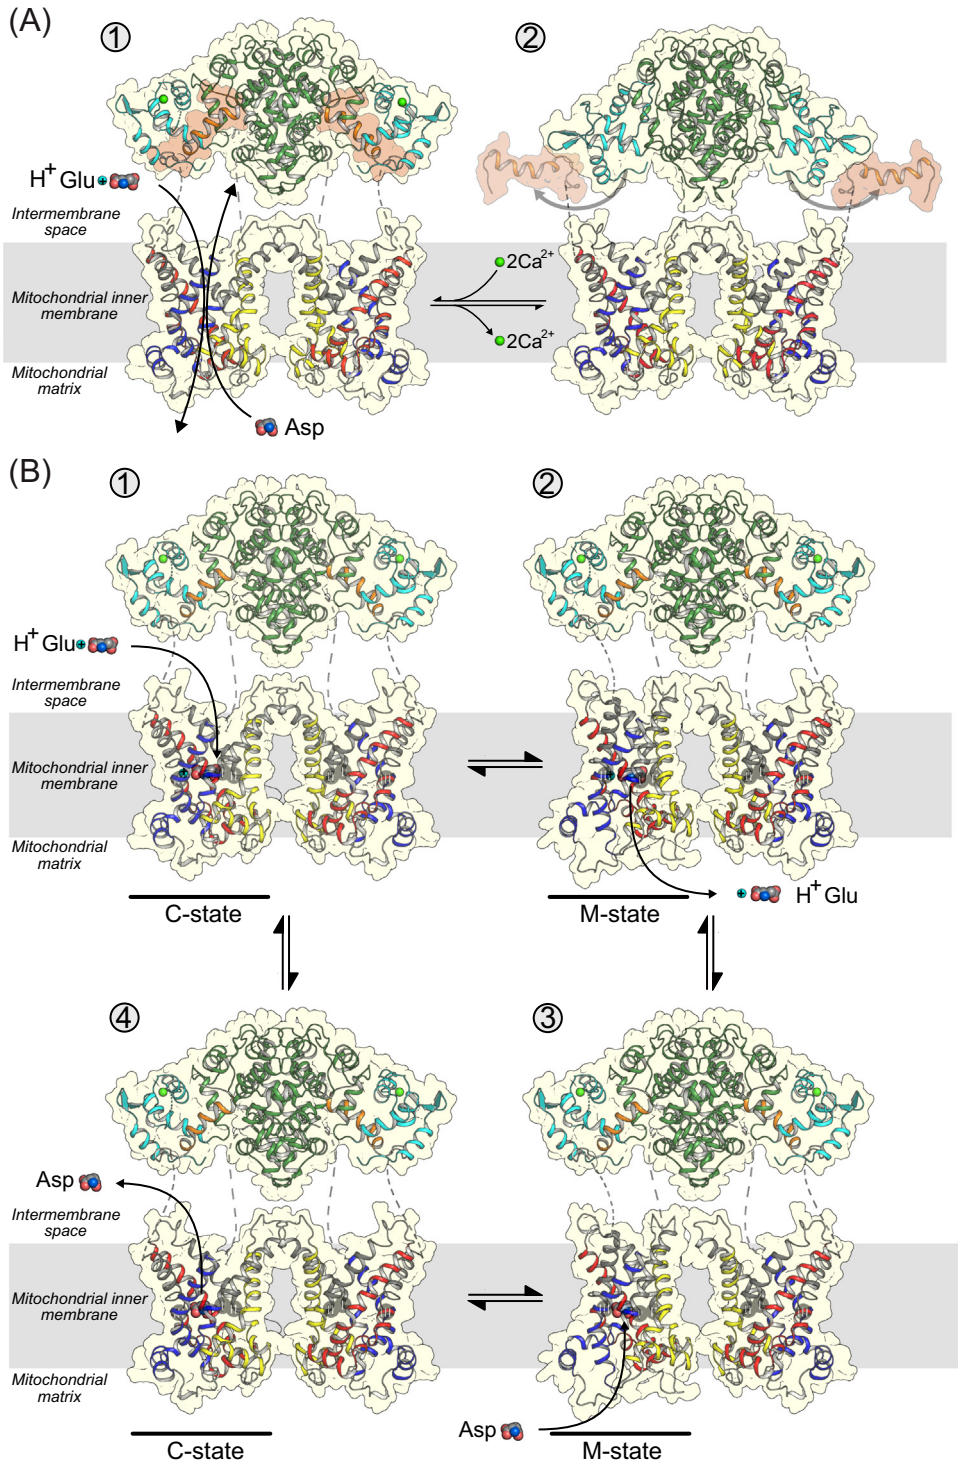 (A)
1
2
H+ Glu
+
Intermembrane
space
Mitochondrial inner
membrane
Mitochondrial
matrix
2Ca2+
2Ca2+
Asp
(B)
1
2
H+ Glu
+
Intermembrane
space
Mitochondrial inner
membrane
+
+
Mitochondrial
matrix
C-state
M-state
+
H+ Glu
4
3
Asp
Intermembrane
space
Mitochondrial inner
membrane
Mitochondrial
matrix
Asp
C-state
M-state